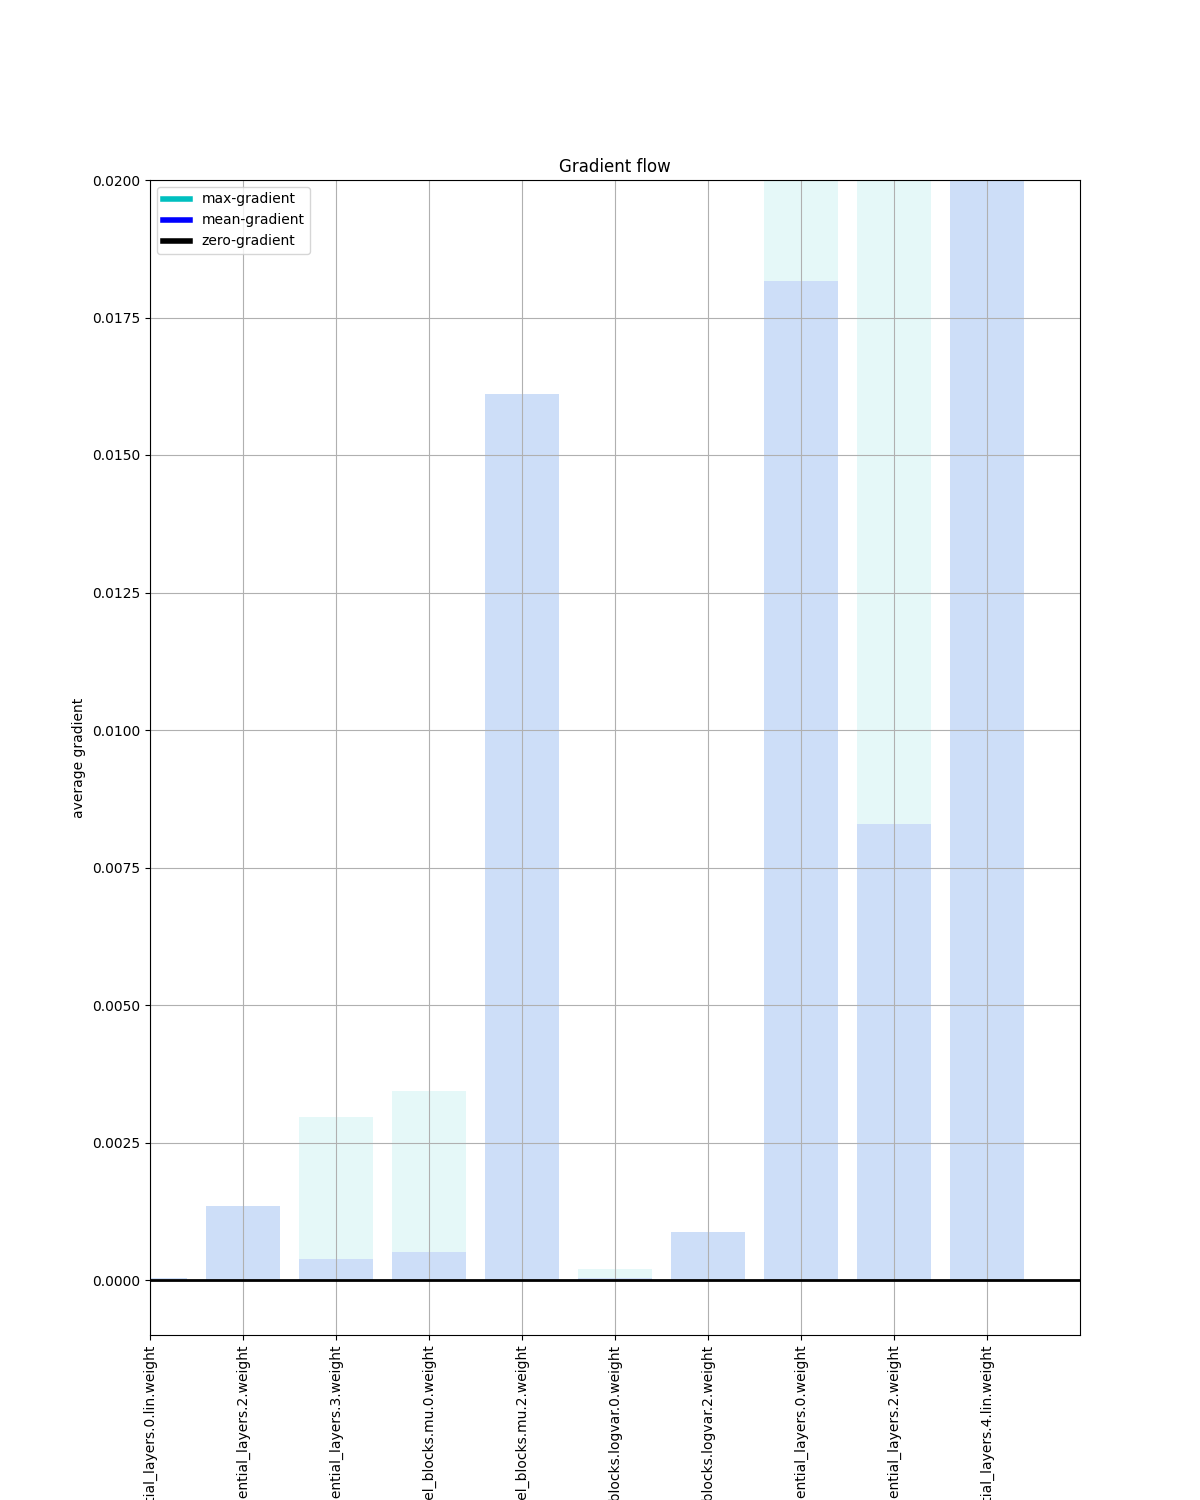 Gradient flow
max-gradient
mean-gradient
zero-gradient
0.0200
0.0175
0.0150
0.0125
0.0100
0.0075
0.0050
0.0025
0.0000
average gradient
tial_layers.0.lin.weight
ential_layers.2.weight
ential_layers.3.weight
el_blocks.mu.0.weight
el_blocks.mu.2.weight
blocks.logvar.0.weight
blocks.logvar.2.weight
ential_layers.0.weight
ential_layers.2.weight
tial_layers.4.lin.weight